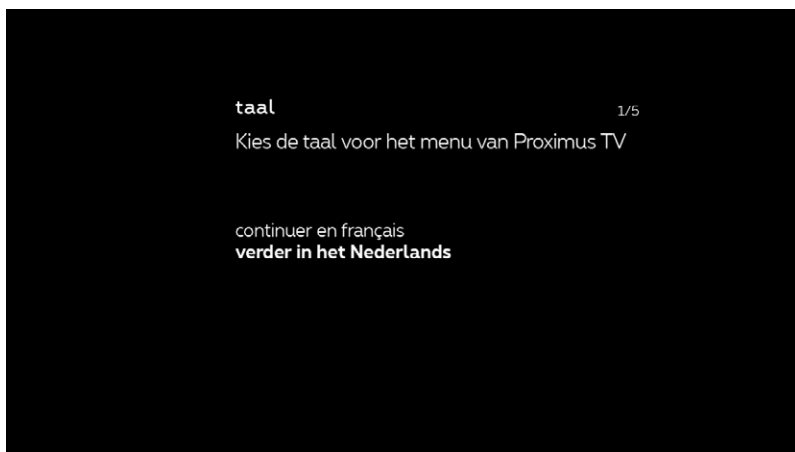 taal
1/5
Kies de taal voor het menu van Proximus TV
continuer en français
verder in het Nederlands